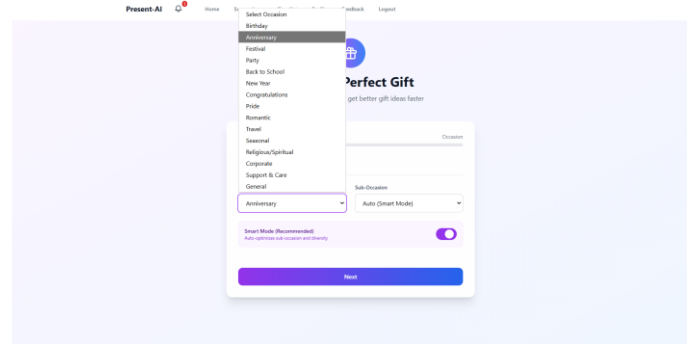 Present-AI
Home
Feedback
Logout
Select Occasion
Birthday
Anniversary
Festival
Party
Back to School
New Year
Congratulations
Pride
Romantic
Travel
Seasonal
Religious/Spiritual
Corporate
Support & Care
General
Perfect Gift
get better gift ideas faster
Occasion
Sub-Occasion
Anniversary
Auto (Smart Mode)
Smart Mode (Recommended)
Auto-optimize sub-occasion and diversity
Next